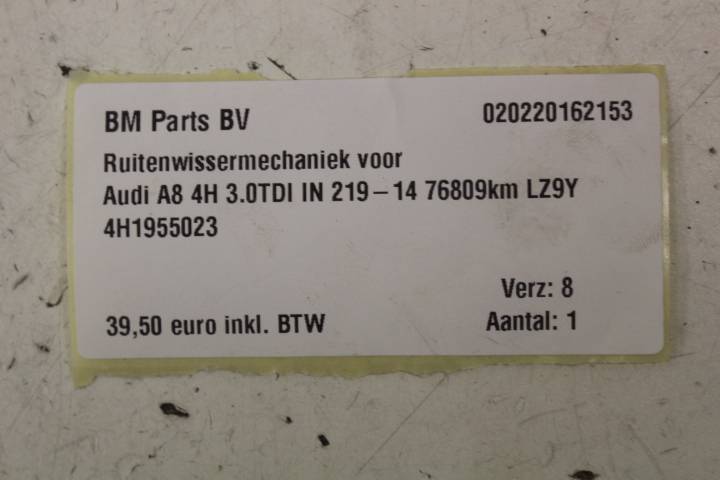 BM Parts BV 020220162153
Ruitenwissermechaniek voor
Audi A8 4H 3.0TDI IN 219-14 76809km LZ9Y
4H1955023
Verz: 8
39,50 euro inkl. BTW Aantal: 1